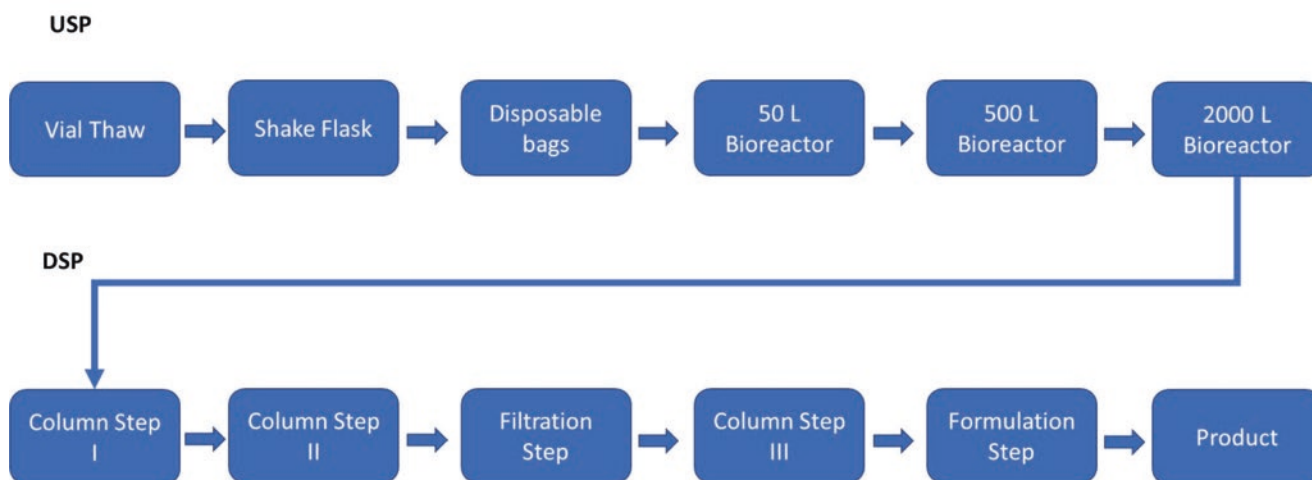 USP
Vial Thaw
Shake Flask
Disposable
bags
50 L
Bioreactor
500 L
Bioreactor
2000 L
Bioreactor
DSP
Column Step
I
Column Step
II
Filtration
Step
Column Step
III
Formulation
Step
Product